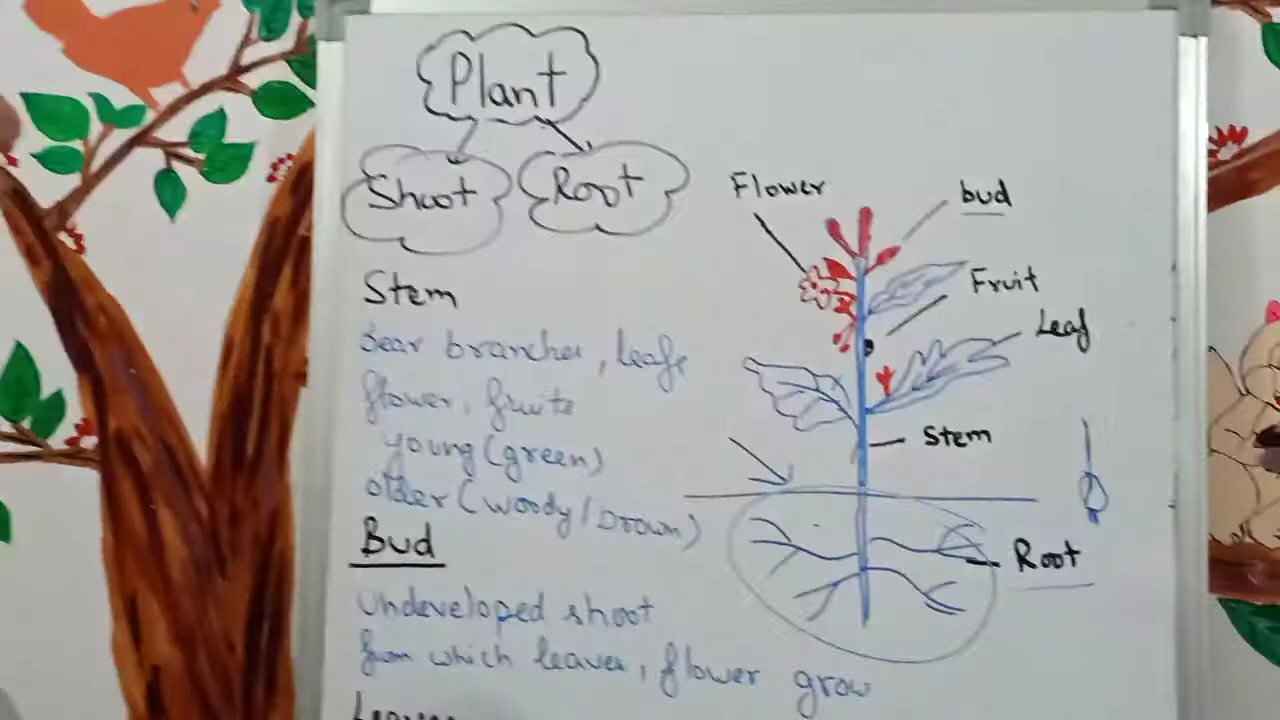 Plant
Shoot
Root
Flower
bud
Fruit
Leaf
Stem
Root
Stem
bear branches, leafs
flower, fruits
young (green)
older (woody/brown)
Bud
Undeveloped shoot
from which leaves, flower grow
Leaves